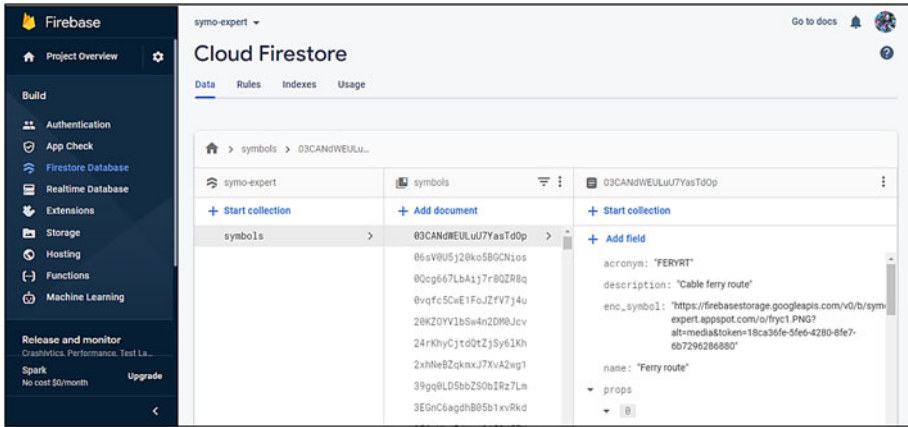 Firebase
Project Overview
Build
Authentication
App Check
Firestore Database
Realtime Database
Extensions
Storage
Hosting
Functions
Machine Learning
Release and monitor
Crashlytics. Performance. Test La...
Spark
No cost $0/month
Upgrade
symo-expert
Go to docs
Cloud Firestore
Data Rules Indexes Usage
symbols > 03CANdWEULu...
symo-expert
+ Start collection
symbols
symbols
+ Add document
03CANdWEULuU7YasTdOp
06sV0U5j20ko5BGCNios
0Qcg667LbAij7r8QZR8q
0vqfc5CwE1FoJZfV7j4u
20KZOYV1bSw4n2DM0Jcv
24rKhyCjtdQtZjSy6lKh
2xhNeBZqkmxJ7XvA2wg1
39gq0LD5bbZSObIRz7Lm
3EGnC6agdhB05b1xvRkd
03CANdWEULuU7YasTdOp
+ Start collection
+ Add field
acronym: "FERYRT"
description: "Cable ferry route"
enc_symbol: "https://firebasestorage.googleapis.com/v0/b/symo-
expert.appspot.com/o/fryc1.PNG?
alt=media&token=18ca36fe-5fe6-4280-8fe7-
6b7296286880"
name: "Ferry route"
props
0